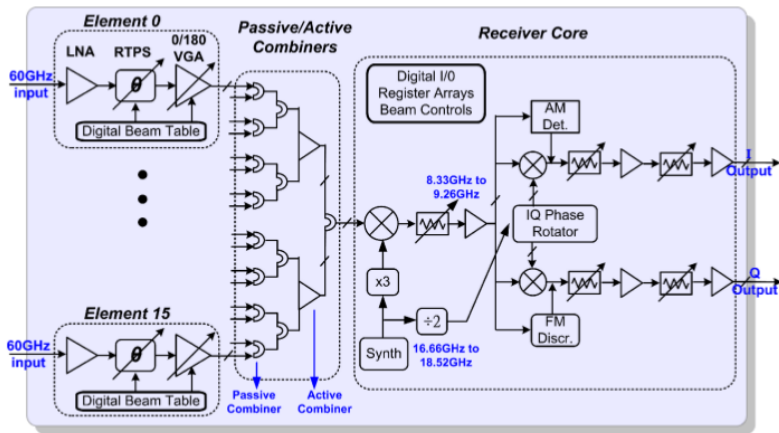 Element 0
LNA
RTPS
0/180
VGA
60GHz
input
θ
Digital Beam Table
Passive/Active
Combiners
Receiver Core
Digital I/0
Register Arrays
Beam Controls
AM
Det.
I
Output
8.33GHz to
9.26GHz
IQ Phase
Rotator
x3
÷2
Synth
16.66GHz to
18.52GHz
FM
Discr.
Q
Output
Element 15
60GHz
input
θ
Digital Beam Table
Passive
Combiner
Active
Combiner